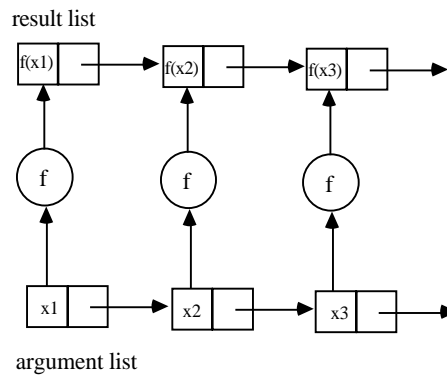 result list
f(x1) f(x2) f(x3)
f f f
x1 x2 x3
argument list